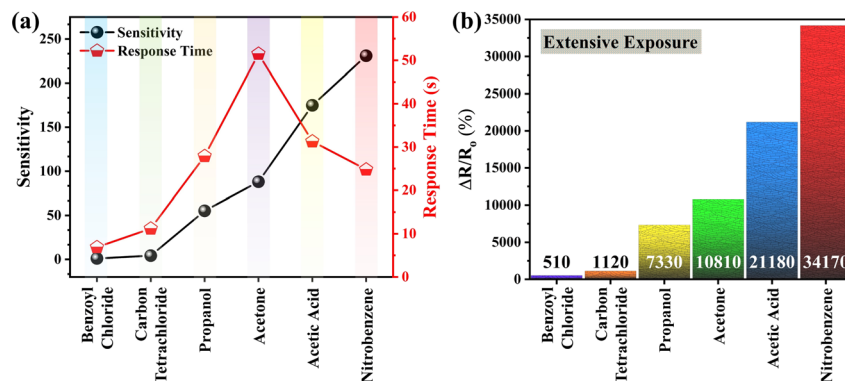 (a)
Sensitivity
Response Time
250
200
150
100
50
0
Sensitivity
60
50
40
30
20
10
0
Response Time (s)
Benzoyl
Chloride
Carbon
Tetrachloride
Propanol
Acetone
Acetic Acid
Nitrobenzene
(b)
Extensive Exposure
35000
30000
25000
20000
15000
10000
5000
0
ΔR/Ro (%)
510
1120
7330
10810
21180
34170
Benzoyl
Chloride
Carbon
Tetrachloride
Propanol
Acetone
Acetic Acid
Nitrobenzene